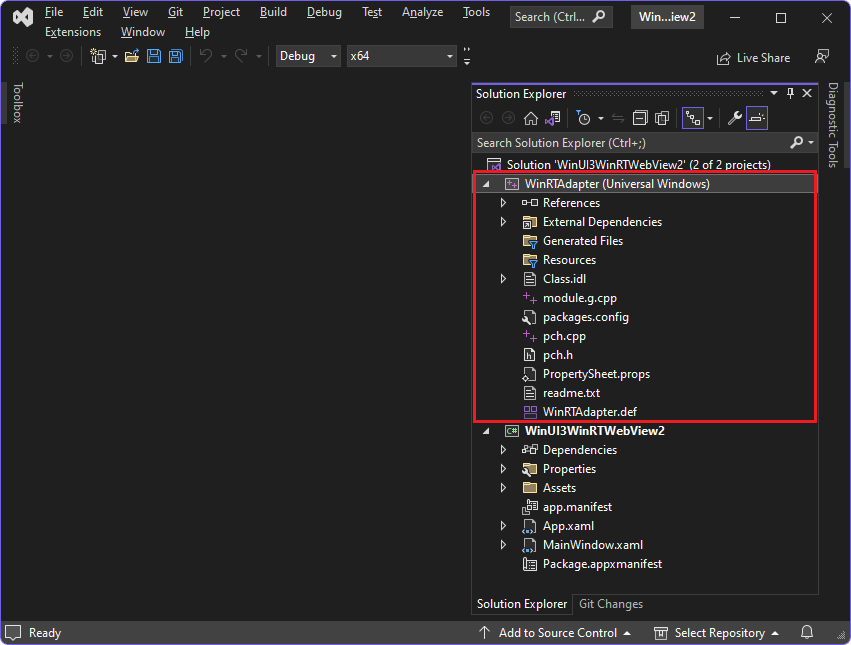 File Edit View Git Project Build Debug Test Analyze Tools Search (Ctrl... Win...iew2
Extensions Window Help
Debug x64 Live Share
Toolbox
Solution Explorer
Diagnostic Tools
Search Solution Explorer (Ctrl+;)
Solution 'WinUI3WinRTWebView2' (2 of 2 projects)
WinRTAdapter (Universal Windows)
References
External Dependencies
Generated Files
Resources
Class.idl
module.g.cpp
packages.config
pch.cpp
pch.h
PropertySheet.props
readme.txt
WinRTAdapter.def
C# WinUI3WinRTWebView2
Dependencies
Properties
Assets
app.manifest
App.xaml
MainWindow.xaml
Package.appxmanifest
Solution Explorer Git Changes
Ready Add to Source Control Select Repository